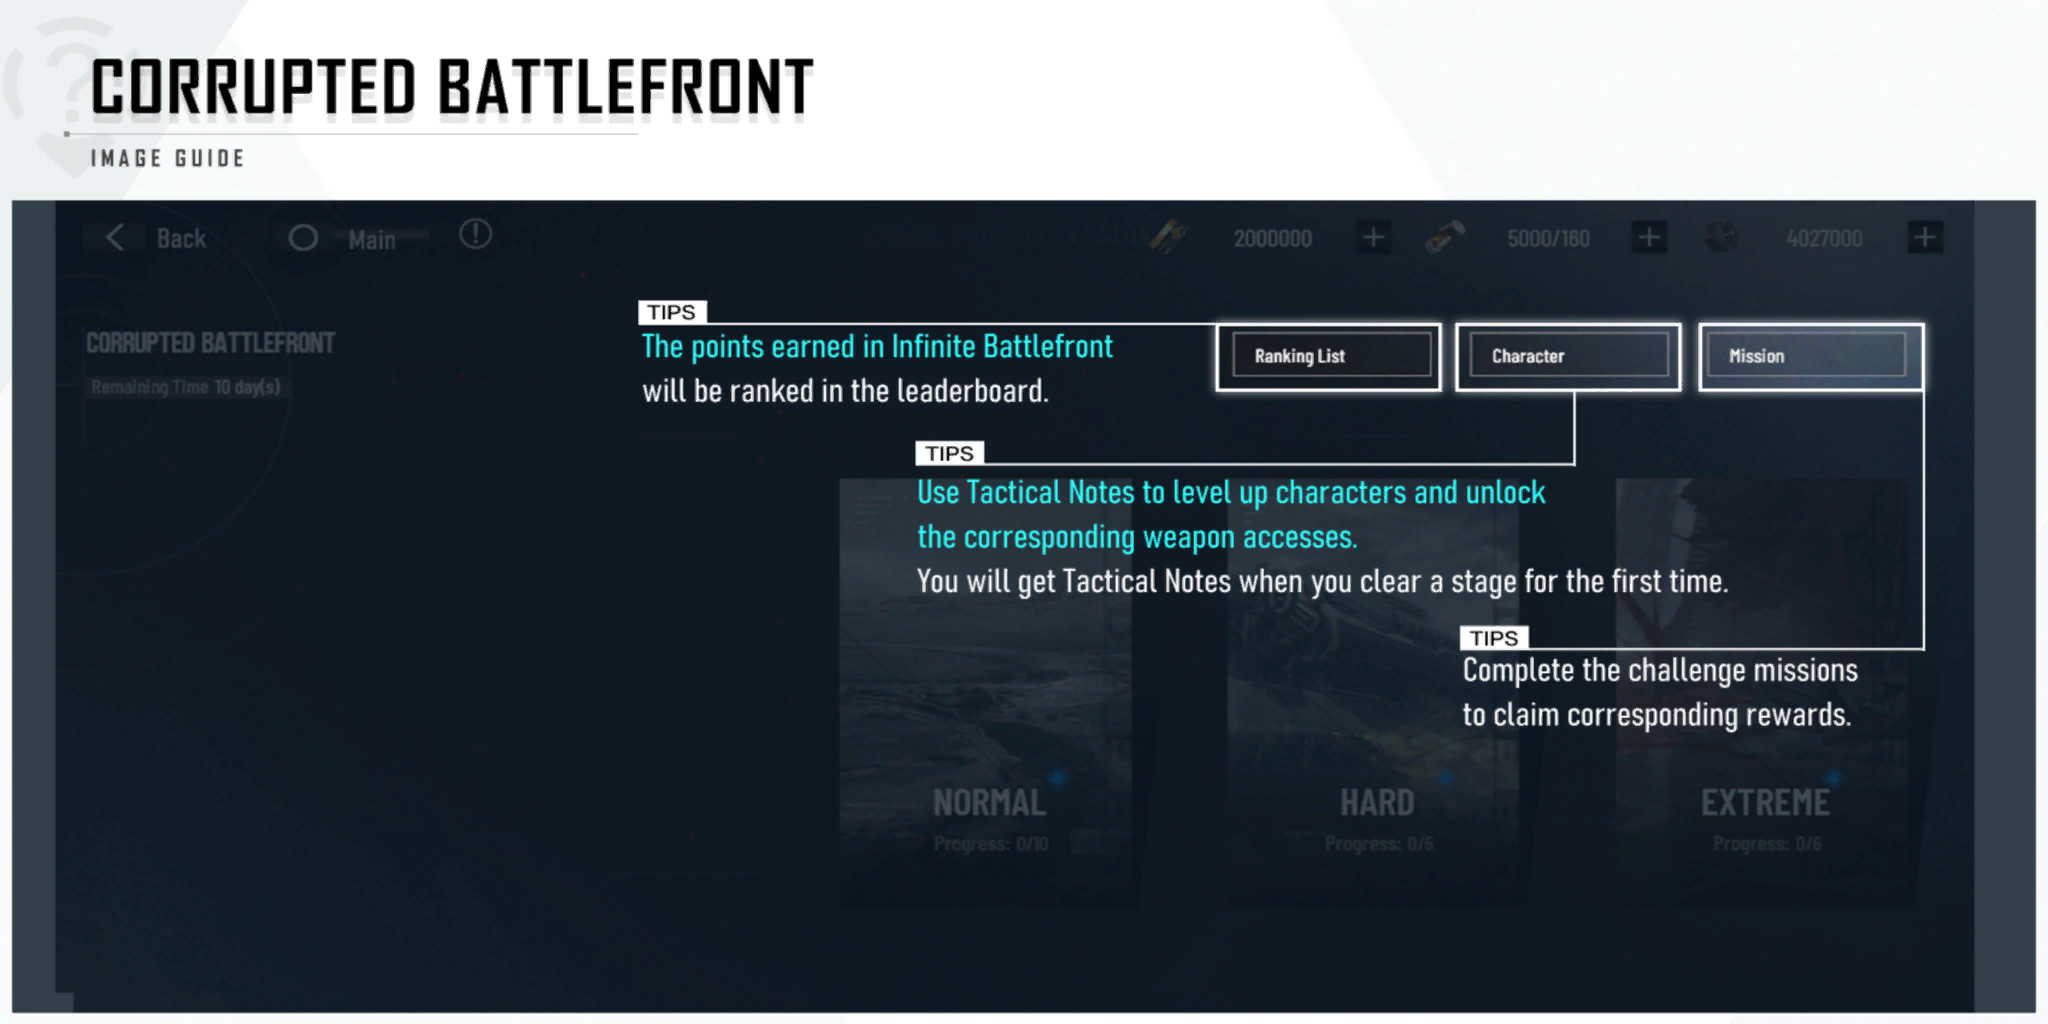 CORRUPTED BATTLEFRONT
IMAGE GUIDE
Back
Main
2000000
5000/160
4027000
CORRUPTED BATTLEFRONT
Remaining Time 10 day(s)
TIPS
The points earned in Infinite Battlefront
will be ranked in the leaderboard.
Ranking List
Character
Mission
TIPS
Use Tactical Notes to level up characters and unlock
the corresponding weapon accesses.
You will get Tactical Notes when you clear a stage for the first time.
TIPS
Complete the challenge missions
to claim corresponding rewards.
NORMAL
Progress: 0/10
HARD
Progress: 0/5
EXTREME
Progress: 0/6